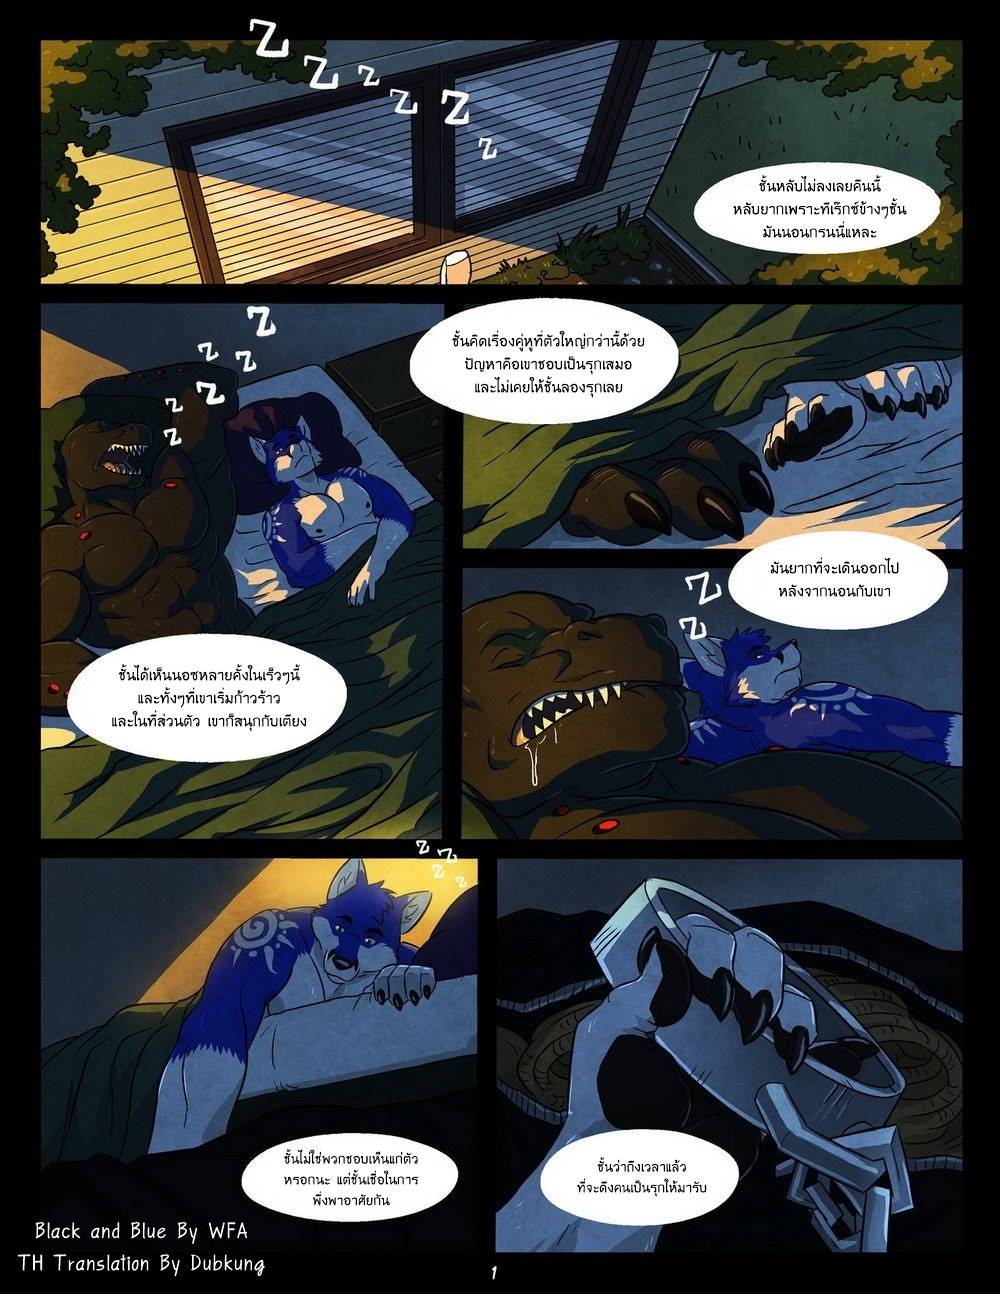 Z
Z
Z
Z
Z
Z
ชั้นหลับไม่ลงเลยคืนนี้
หลับยากเพราะทีเร็กซ์ข้างๆชั้น
มันนอนกรนนี่แหละ
Z
Z
Z
Z
Z
Z
ชั้นคิดเรื่องคู่หูที่ตัวใหญ่กว่านี้ด้วย
ปัญหาคือเขาชอบเป็นรุกเสมอ
และไม่เคยให้ชั้นลองรุกเลย
ชั้นได้เห็นนอซหลายคั้งในเร็วๆนี้
และทั้งๆที่เขาเริ่มก้าวร้าว
และในที่ส่วนตัว เขาก็สนุกกับเตียง
Z
Z
มันยากที่จะเดินออกไป
หลังจากนอนกับเขา
Z
Z
Z
Z
ชั้นไม่ใช่พวกชอบเห็นแก่ตัว
หรอกนะ แต่ชั้นเชื่อในการ
พึ่งพาอาศัยกัน
ชั้นว่าถึงเวลาแล้ว
ที่จะดึงคนเป็นรุกให้มารับ
Black and Blue By WFA
TH Translation By Dubkung
1